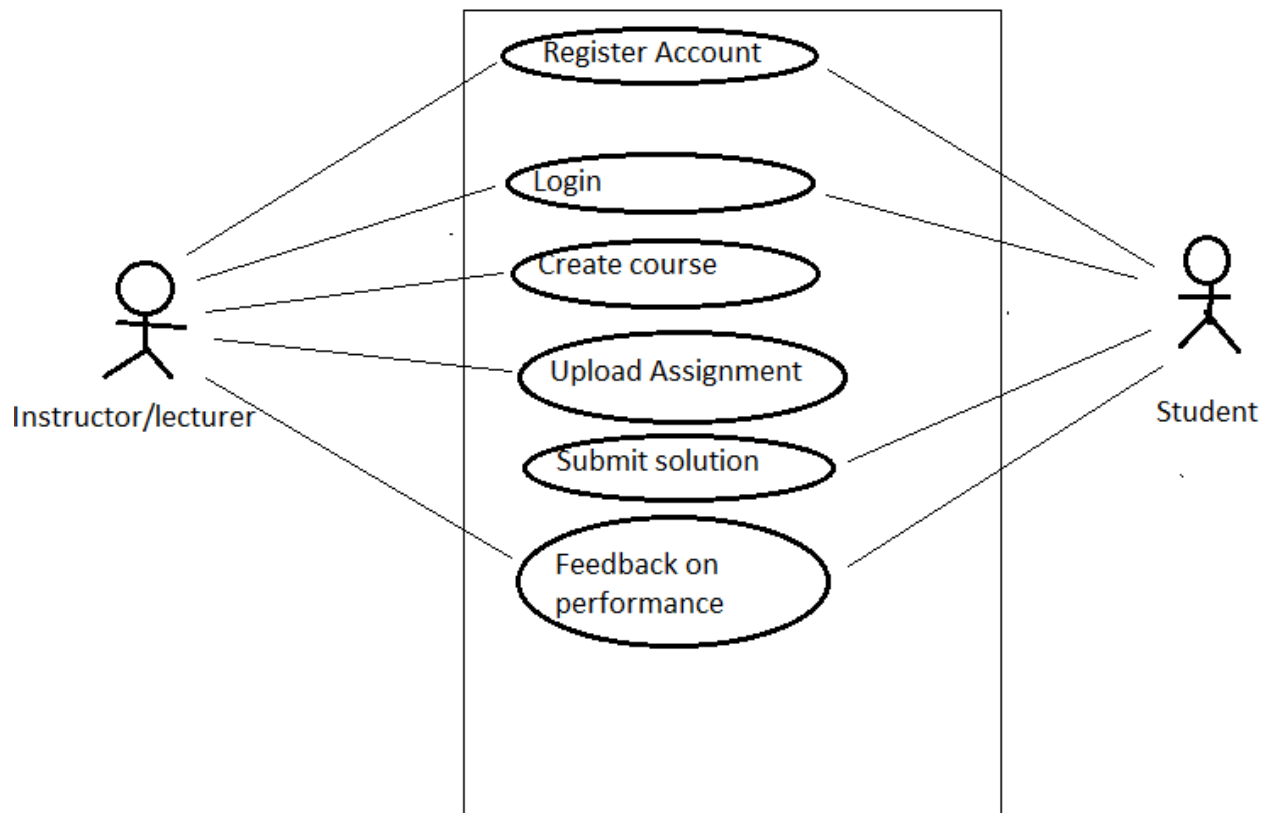 Register Account
Login
Create course
Upload Assignment
Instructor/lecturer
Student
Submit solution
Feedback on
performance